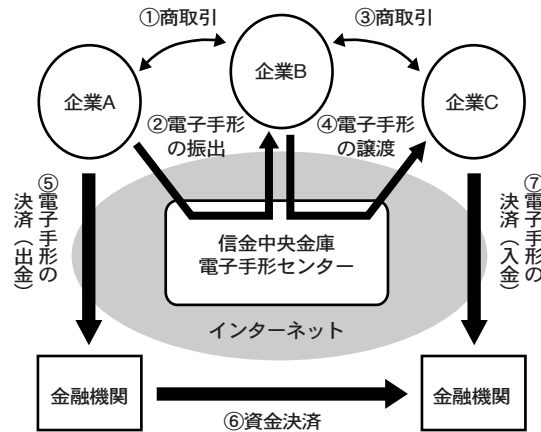 ①商取引
③商取引
企業A
企業B
企業C
②電子手形
の振出
④電子手形
の譲渡
⑤電子手形の
決済（出金）
⑦電子手形の
決済（入金）
信金中央金庫
電子手形センター
インターネット
金融機関
金融機関
⑥資金決済